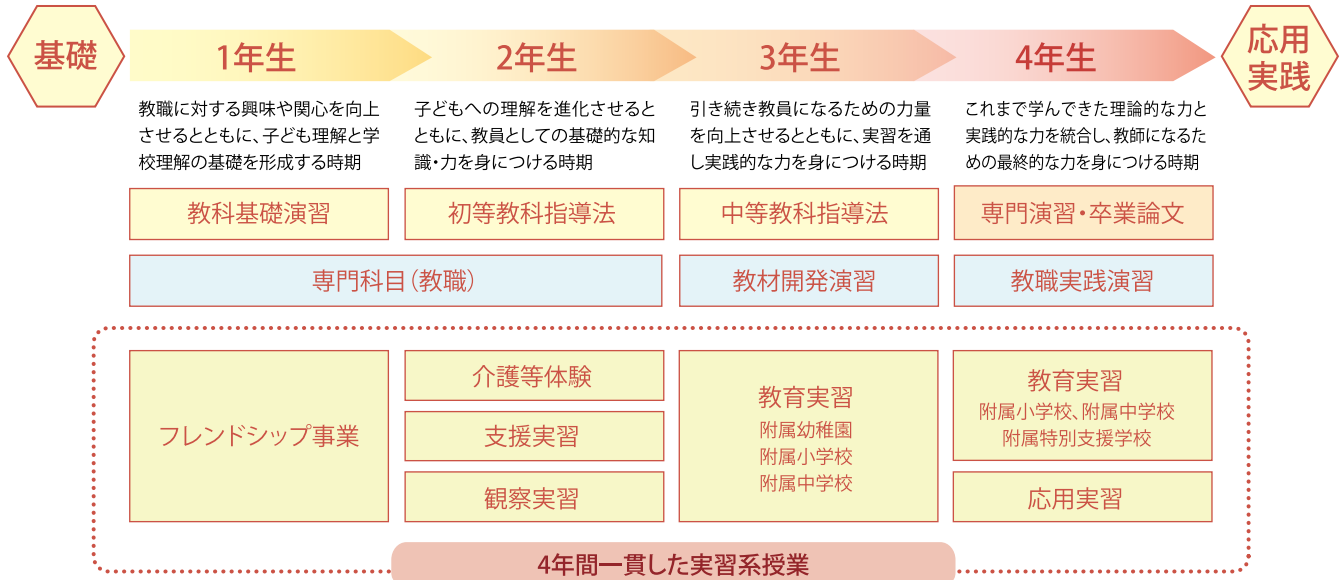 基礎
1年生
2年生
3年生
4年生
応用
実践
教職に対する興味や関心を向上
させるとともに、子ども理解と学
校理解の基礎を形成する時期
子どもへの理解を進化させると
ともに、教員としての基礎的な知
識・力を身につける時期
引き続き教員になるための力量
を向上させるとともに、実習を通
し実践的な力を身につける時期
これまで学んできた理論的な力と
実践的な力を統合し、教師になるた
めの最終的な力を身につける時期
教科基礎演習
初等教科指導法
中等教科指導法
専門演習・卒業論文
専門科目（教職）
教材開発演習
教職実践演習
フレンドシップ事業
介護等体験
支援実習
観察実習
教育実習
附属幼稚園
附属小学校
附属中学校
教育実習
附属小学校、附属中学校
附属特別支援学校
応用実習
4年間一貫した実習系授業